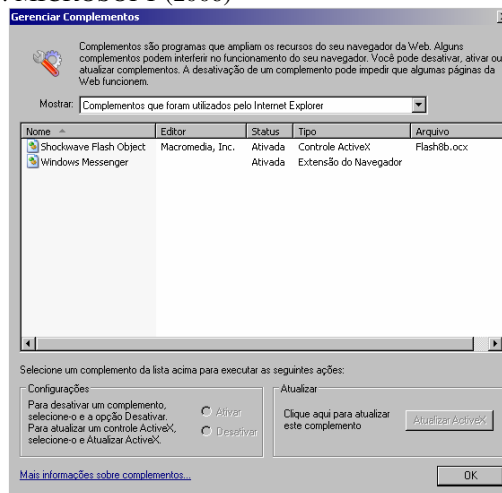 MICROSOFT (2006)
Gerenciar Complementos
Complementos são programas que ampliam os recursos do seu navegador da Web. Alguns
complementos podem interferir no funcionamento do seu navegador. Você pode desativar, ativar ou
atualizar complementos. A desativação de um complemento pode impedir que algumas páginas da
Web funcionem.
Mostrar: Complementos que foram utilizados pelo Internet Explorer
Nome Editor Status Tipo Arquivo
Shockwave Flash Object Macromedia, Inc. Ativada Controle ActiveX Flash8b.ocx
Windows Messenger Ativada Extensão do Navegador
Selecione um complemento da lista acima para executar as seguintes ações:
Configurações
Para desativar um complemento,
selecione-o e a opção Desativar.
Para atualizar um controle ActiveX,
selecione-o e Atualizar ActiveX.
Ativar
Desativar
Atualizar
Clique aqui para atualizar
este complemento
Atualizar ActiveX
Mais informações sobre complementos...
OK